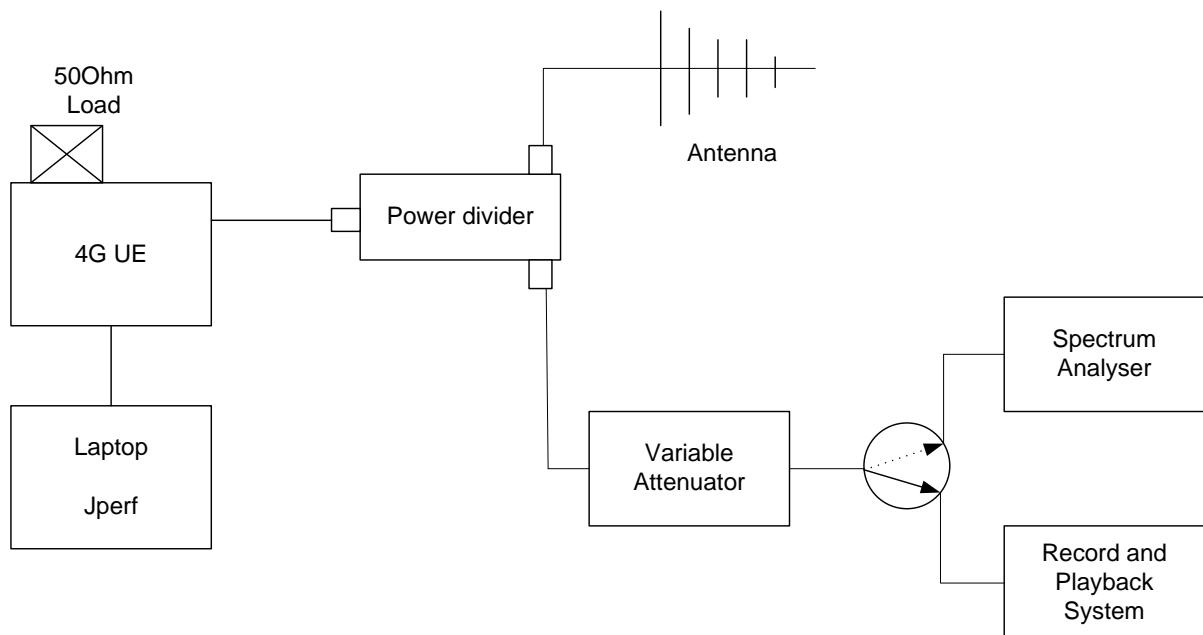 50Ohm
Load
Antenna
Power divider
4G UE
Spectrum
Analyser
Laptop
Jperf
Variable
Attenuator
Record and
Playback
System